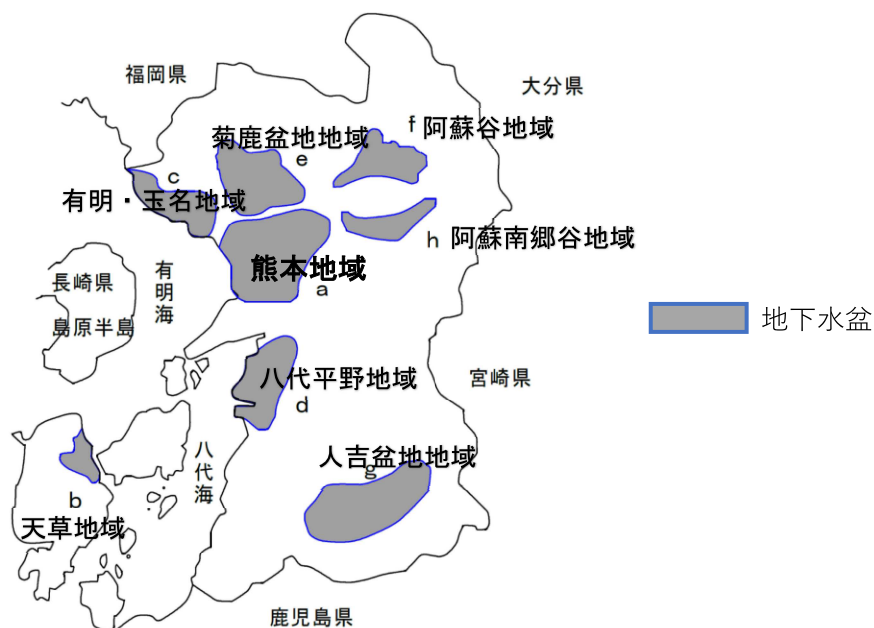 福岡県
大分県
菊鹿盆地地域
e
f 阿蘇谷地域
c
有明・玉名地域
h 阿蘇南郷谷地域
熊本地域
a
長崎県
島原半島
有明海
地下水盆
八代平野地域
d
宮崎県
人吉盆地地域
g
八代海
b
天草地域
鹿児島県